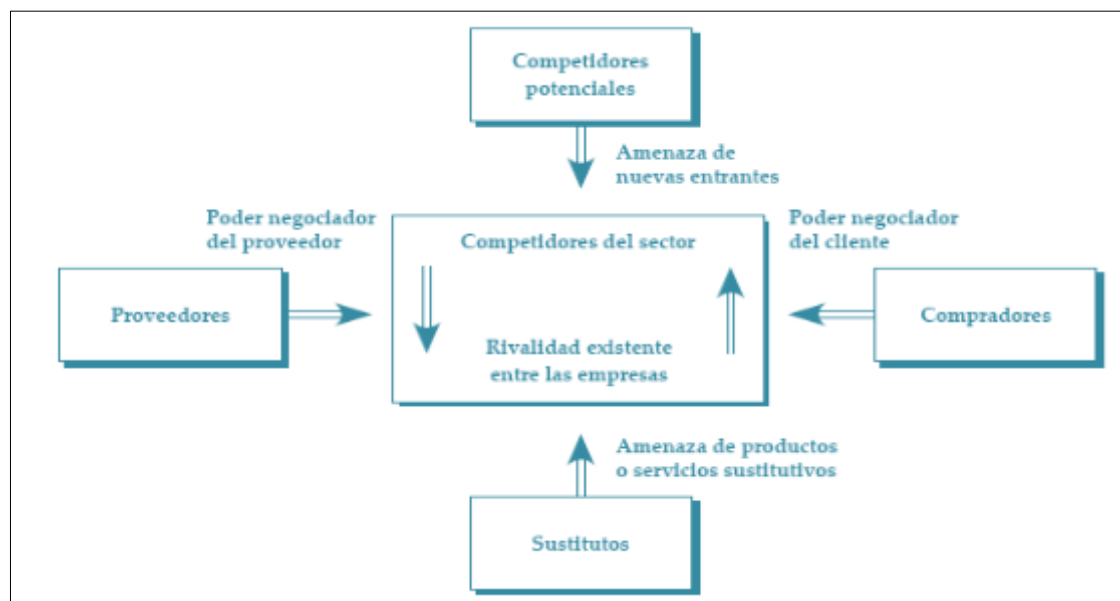 Competidores
potenciales
Amenaza de
nuevas entrantes
Poder negociador
del proveedor
Poder negociador
del cliente
Competidores del sector
Proveedores
Compradores
Rivalidad existente
entre las empresas
Amenaza de productos
o servicios sustitutivos
Sustitutos